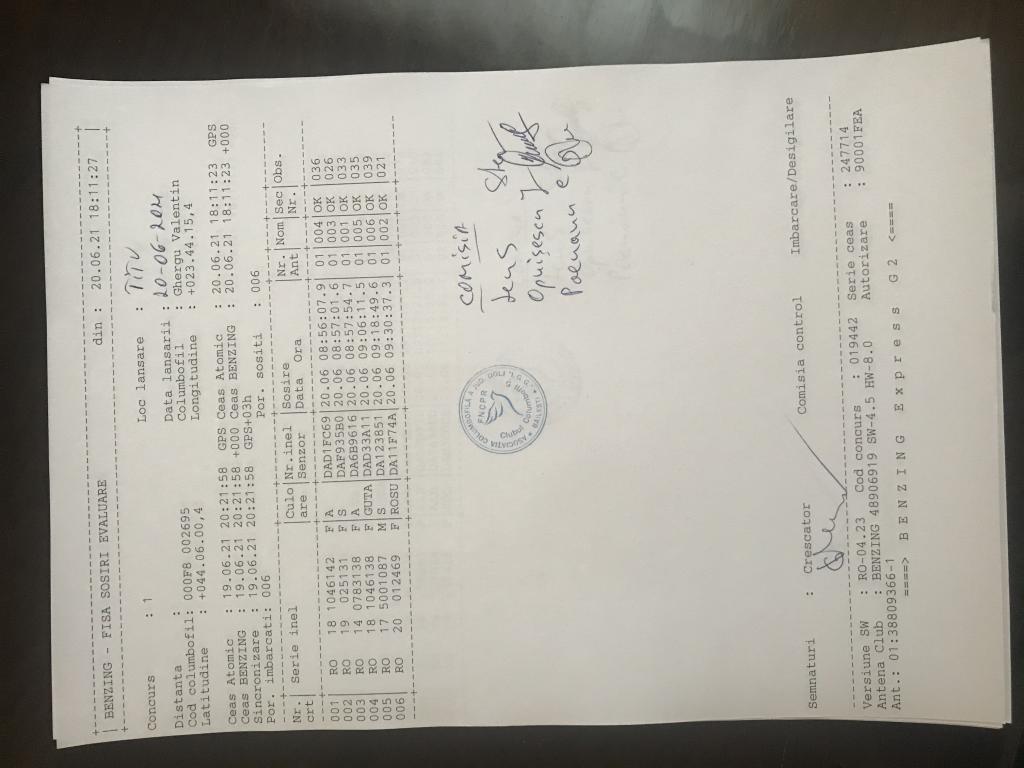 BENZING - FISA SOSIRI EVALUARE din : 20.06.21 18:11:27
Concurs : 1 Loc lansare : TITU
Distanta : Data lansarii : 20-06-2021
Cod columbofil: 000F8 002695 Columbofil : Ghergu Valentin
Latitudine : +044.06.00,4 Longitudine : +023.44.15,4
Ceas Atomic : 19.06.21 20:21:58 GPS Ceas Atomic : 20.06.21 18:11:23 GPS
Ceas BENZING : 19.06.21 20:21:58 +000 Ceas BENZING : 20.06.21 18:11:23 +000
Sincronizare : 19.06.21 20:21:58 GPS+03h
Por. imbarcati: 006 Por. sositi : 006
Nr.| Serie inel |Culo|Nr.inel |Sosire |Nr.|Nom|Sec|Obs.
crt| |are |Senzor |Data Ora |Ant| |Nr.|
001 | RO 18 1046142 F A |DAD1FC69|20.06 08:56:07.9| 01|004|OK |036
002 | RO 19 025131 F S |DAF935B0|20.06 08:57:01.6| 01|003|OK |026
003 | RO 14 0783138 F A |DA6B9616|20.06 08:57:54.7| 01|001|OK |033
004 | RO 18 1046138 F GUTA|DAD33A11|20.06 09:06:11.5| 01|005|OK |035
005 | RO 17 5001087 M S |DA123851|20.06 09:18:49.6| 01|006|OK |039
006 | RO 20 012469 F ROSU|DA11F74A|20.06 09:30:37.3| 01|002|OK |021
COMISIA
Opuisescu
Poenaru e
ASOCIATIA COLUMBOFILA A JUD. DOLJ
FNCPR
Clubul Columbofil 5
BAILESTI
Semnaturi : Crescator Comisia control Imbarcare/Desigilare
Versiune SW : RO-04.23 Cod concurs : 019442 Serie ceas : 247714
Antena Club : BENZING 48906919 SW-4.5 HW-8.0 Autorizare : 90001FEA
Ant.: 01:38809366-1
====> B E N Z I N G E x p r e s s G 2 <====